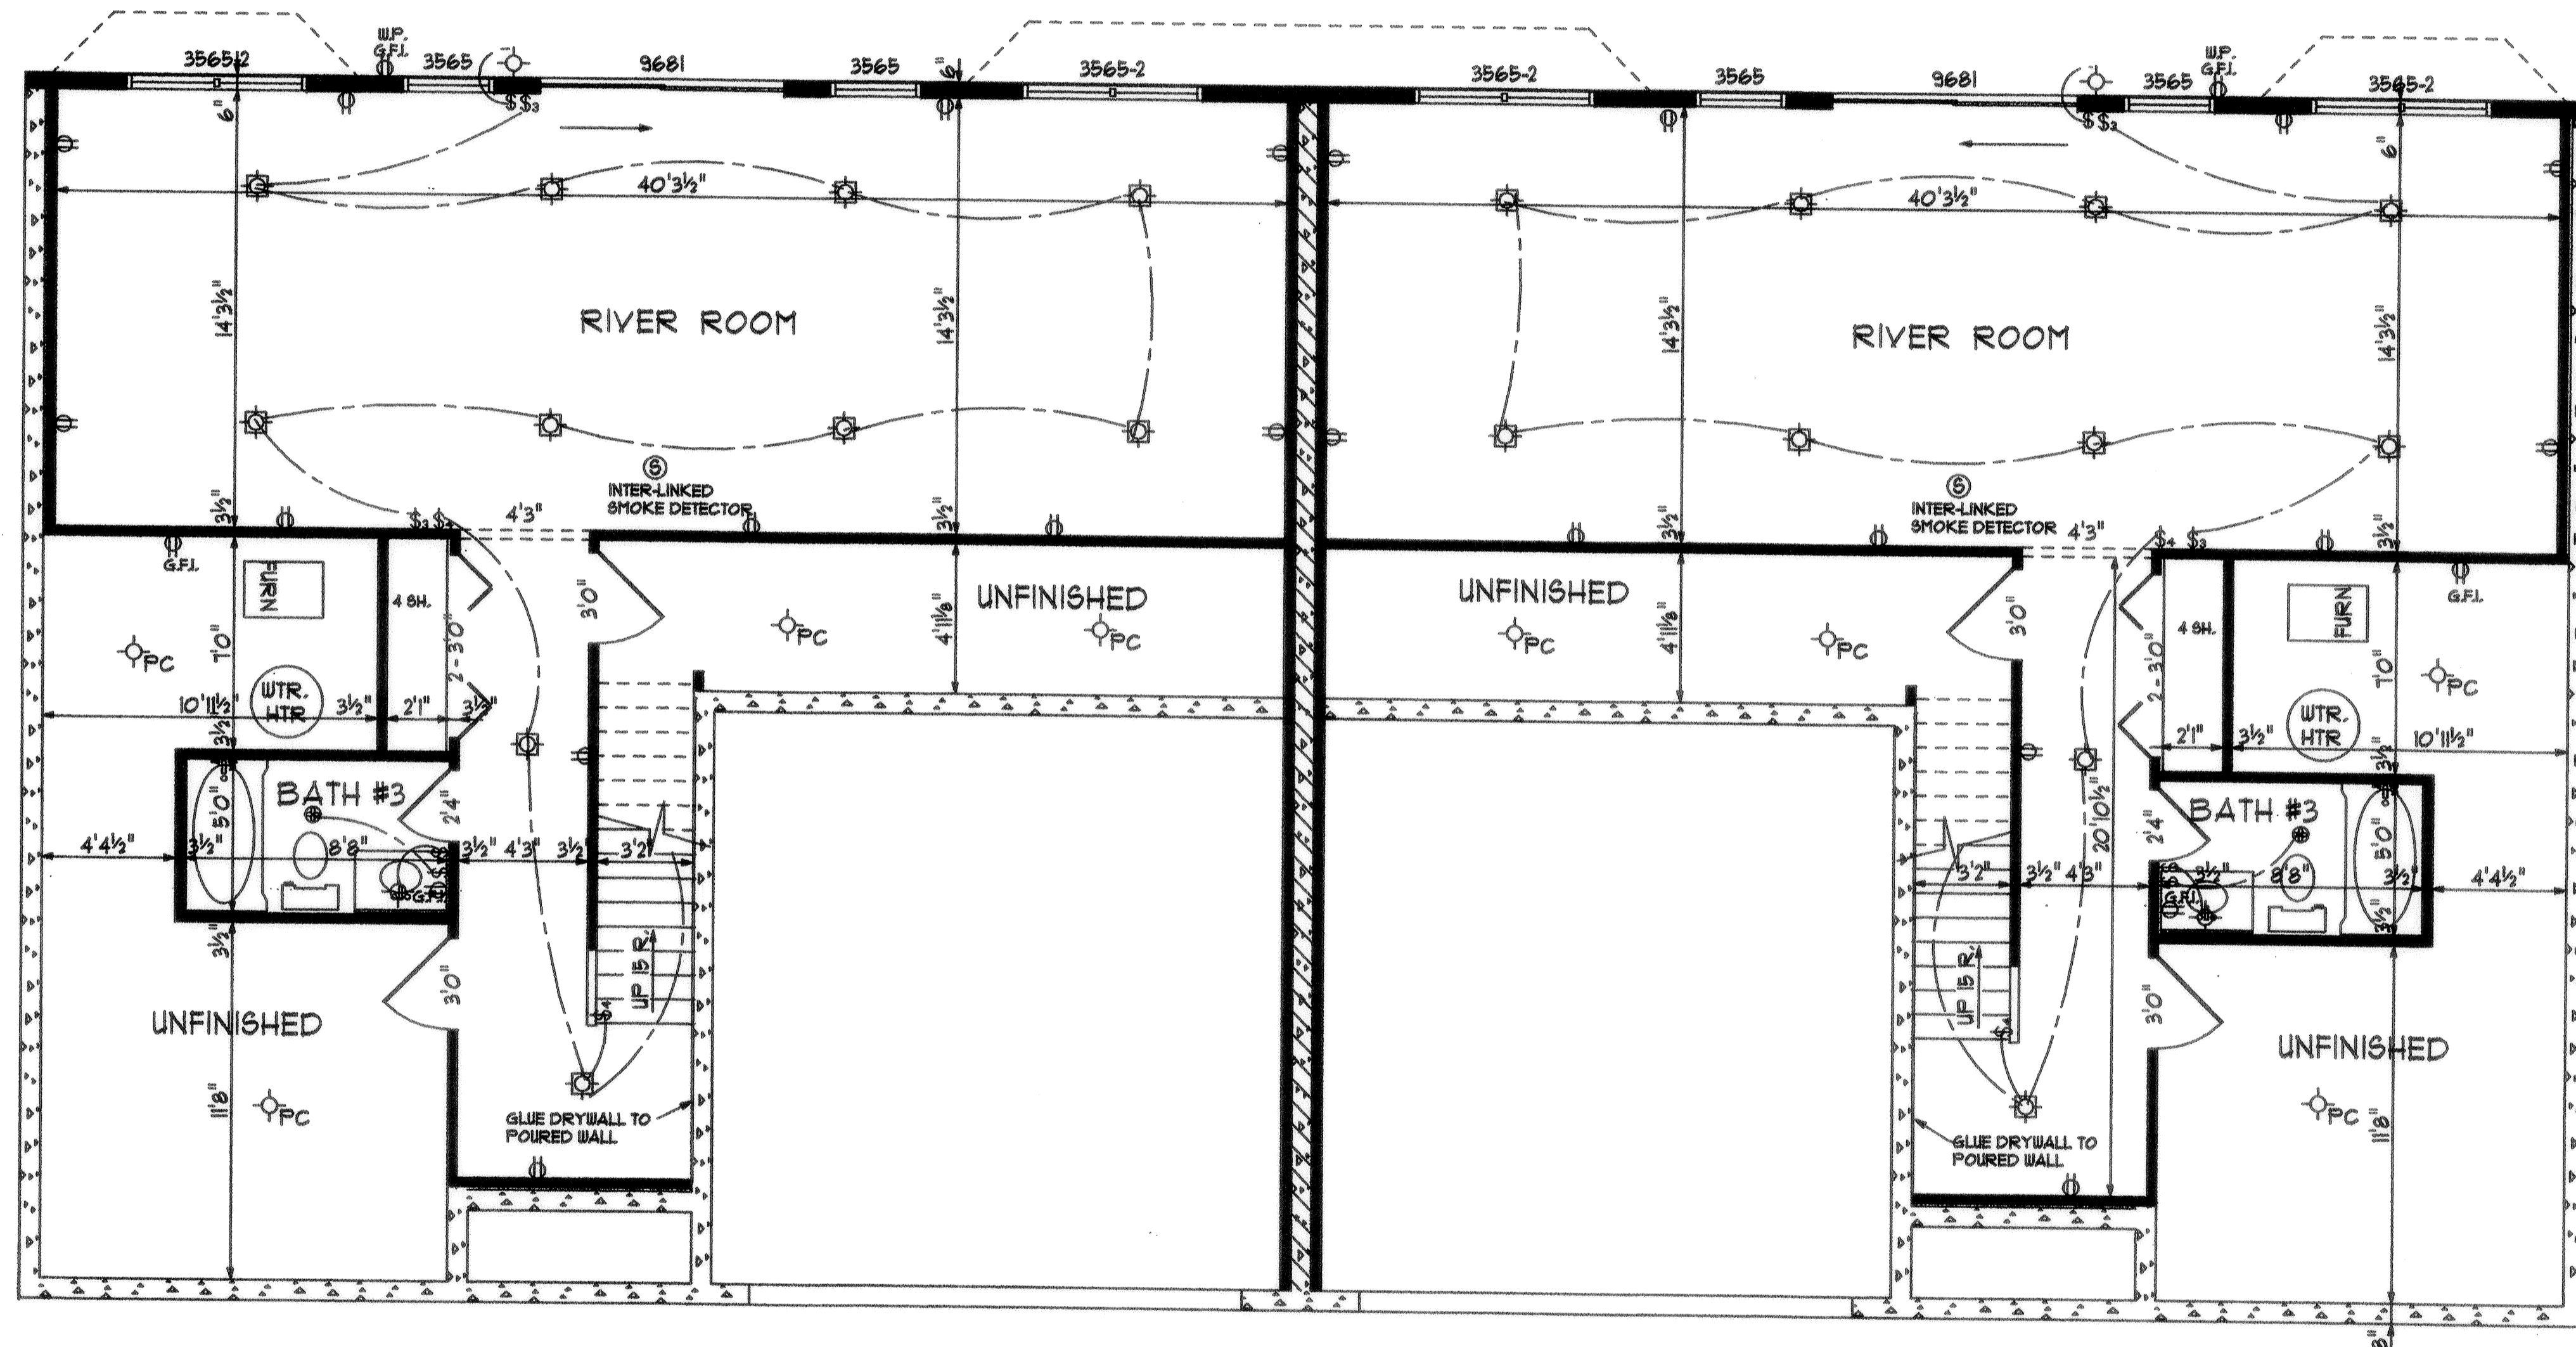 W.P.
G.F.I.
3565-2
3565
9681
3565
6"
3565-2
3565-2
3565
9681
W.P.
G.F.I.
3565
3565-2
6"
$ $3
$ $3
6"
40'3½"
40'3½"
14'3½"
RIVER ROOM
14'3½"
14'3½"
RIVER ROOM
14'3½"
S
INTER-LINKED
SMOKE DETECTOR
S
INTER-LINKED
SMOKE DETECTOR
3½"
$3 $4
4'3"
3½"
3½"
4'3"
$4 $3
3½"
G.F.I.
FURN
4 SH.
2-3'0"
3'0"
PC
UNFINISHED
PC
4'11⅛"
UNFINISHED
PC
4'11⅛"
PC
3'0"
2-3'0"
4 SH.
FURN
G.F.I.
PC
7'0"
WTR.
HTR
10'11½"
3½"
2'1"
3½"
3½"
PC
7'0"
WTR.
HTR
2'1"
3½"
10'11½"
3½"
BATH #3
5'0"
2'4"
4'4½"
3½"
8'8"
3½"
4'3"
3½"
3'2"
$ $
G.F.I.
BATH #3
5'0"
2'4"
20'10½"
3'2"
3½"
4'3"
3½"
8'8"
3½"
4'4½"
$ $
G.F.I.
3½"
3'0"
UP 15 R.
$4
UNFINISHED
11'8"
PC
GLUE DRYWALL TO
POURED WALL
3½"
3'0"
UP 15 R.
$4
UNFINISHED
11'8"
PC
GLUE DRYWALL TO
POURED WALL